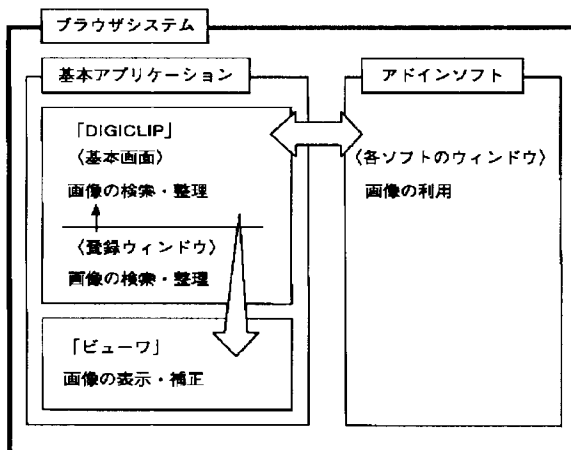 ブラウザシステム
基本アプリケーション
「DIGICLIP」
〈基本画面〉
画像の検索・整理
〈登録ウィンドウ〉
画像の検索・整理
「ビューワ」
画像の表示・補正
アドインソフト
〈各ソフトのウィンドウ〉
画像の利用